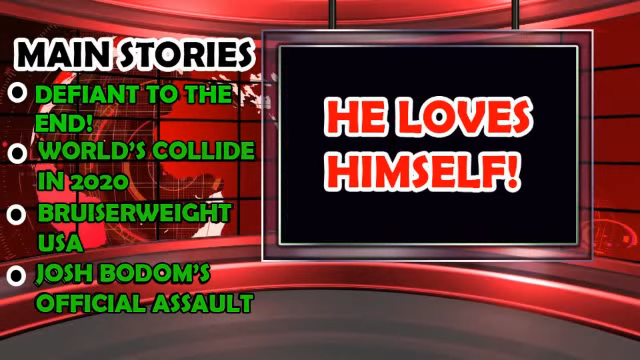 MAIN STORIES
DEFIANT TO THE
END!
WORLD'S COLLIDE
IN 2020
BRUISERWEIGHT
USA
JOSH BODOM'S
OFFICIAL ASSAULT
HE LOVES
HIMSELF!